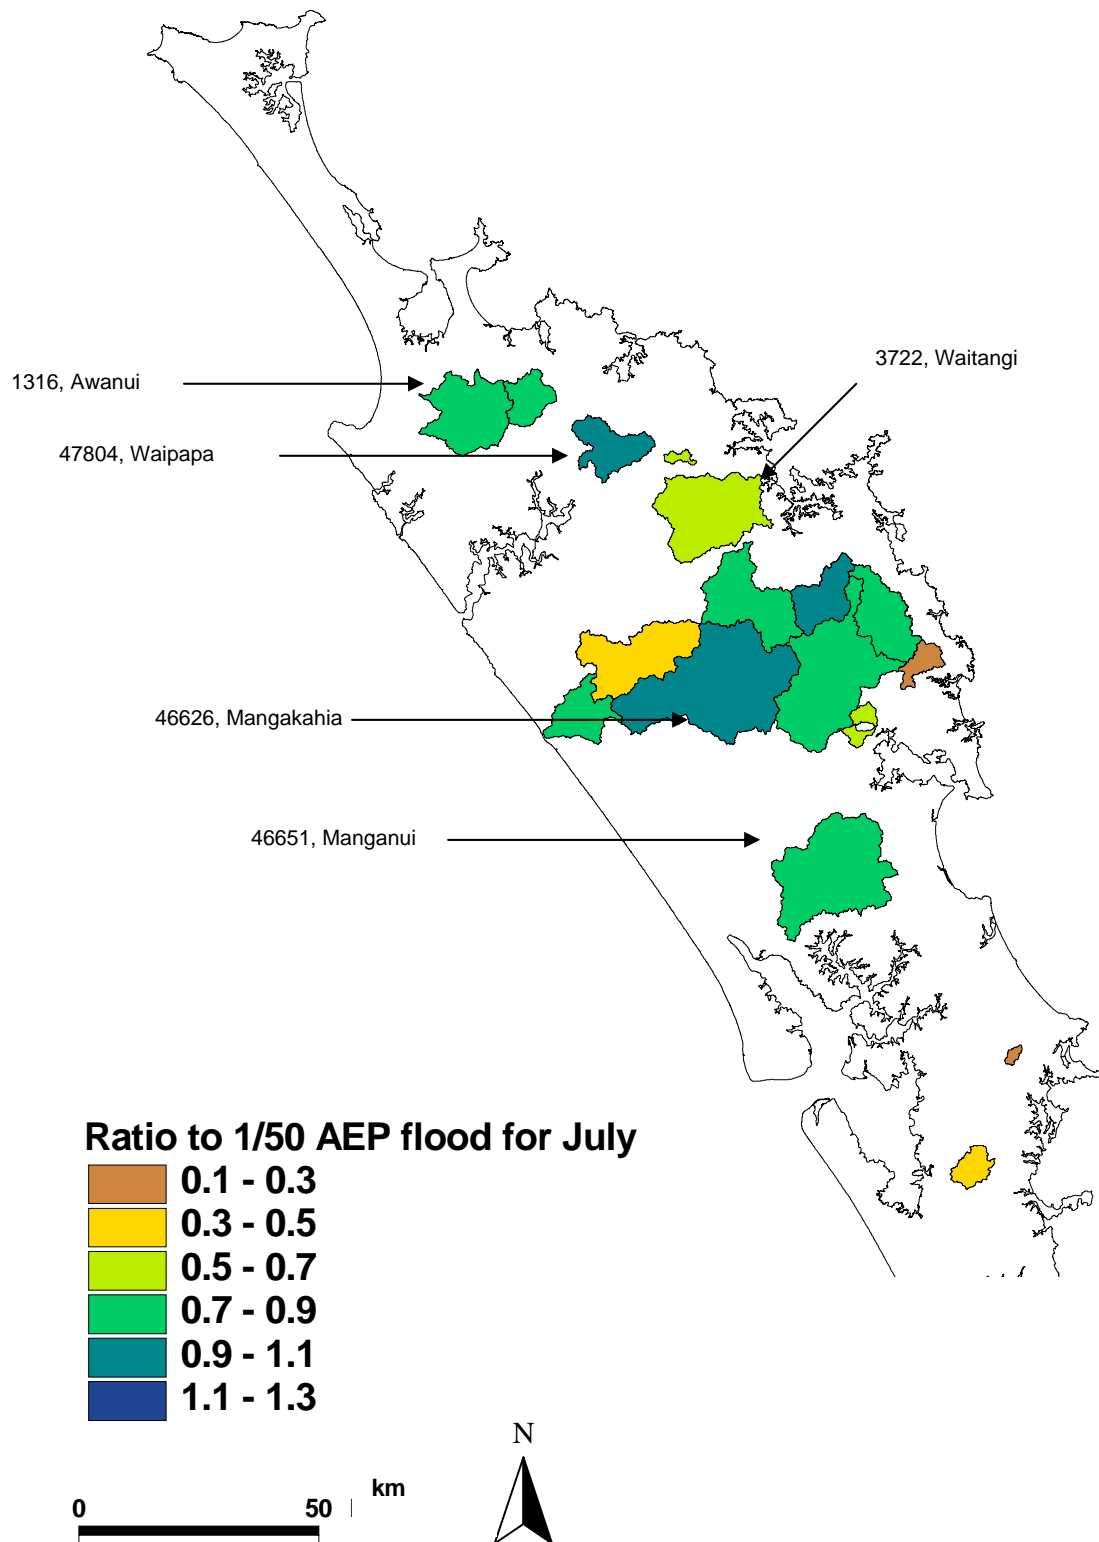 3722, Waitangi
1316, Awanui
47804, Waipapa
46626, Mangakahia
46651, Manganui
Ratio to 1/50 AEP flood for July
0.1 - 0.3
0.3 - 0.5
0.5 - 0.7
0.7 - 0.9
0.9 - 1.1
1.1 - 1.3
N
km
0 50